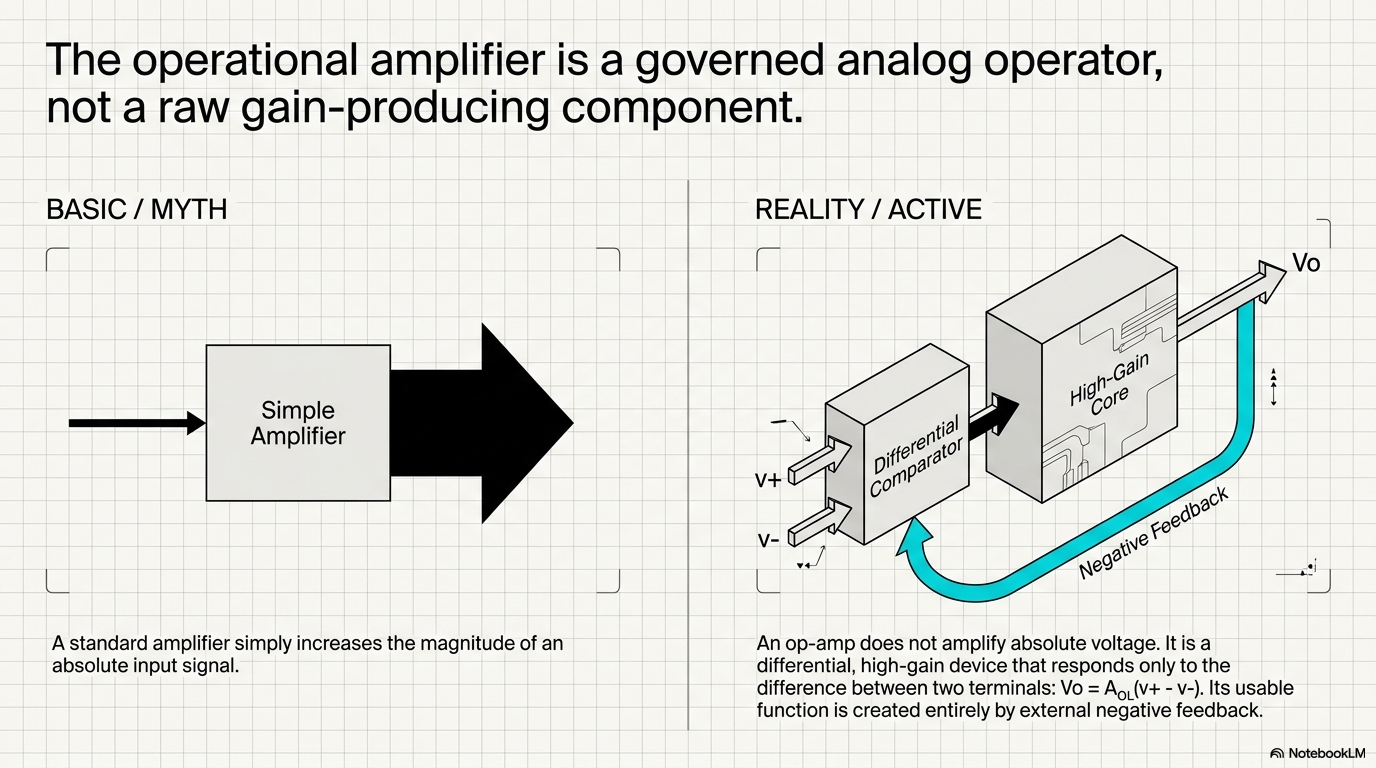 The operational amplifier is a governed analog operator,
not a raw gain-producing component.
BASIC / MYTH
Simple
Amplifier
A standard amplifier simply increases the magnitude of an
absolute input signal.
REALITY / ACTIVE
Vo
High-Gain
Core
Differential
Comparator
v+
v-
Negative Feedback
An op-amp does not amplify absolute voltage. It is a
differential, high-gain device that responds only to the
difference between two terminals: Vo = A_OL(v+ - v-). Its usable
function is created entirely by external negative feedback.
NotebookLM